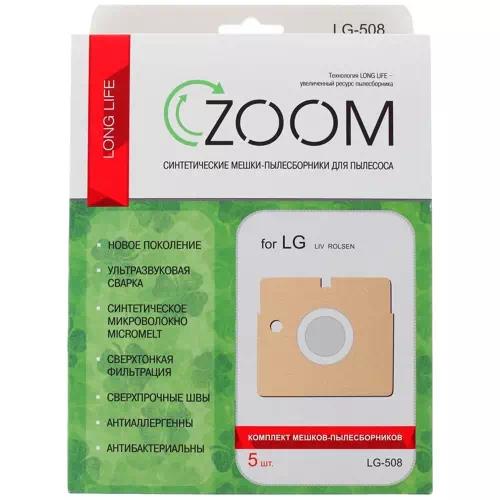 LG-508
LONG LIFE
Технология LONG LIFE –
увеличенный ресурс пылесборника
ZOOM
СИНТЕТИЧЕСКИЕ МЕШКИ-ПЫЛЕСБОРНИКИ ДЛЯ ПЫЛЕСОСА
НОВОЕ ПОКОЛЕНИЕ
УЛЬТРАЗВУКОВАЯ
СВАРКА
СИНТЕТИЧЕСКОЕ
МИКРОВОЛОКНО
MICROMELT
СВЕРХТОНКАЯ
ФИЛЬТРАЦИЯ
СВЕРХПРОЧНЫЕ ШВЫ
АНТИАЛЛЕРГЕННЫ
АНТИБАКТЕРИАЛЬНЫ
for LG LIV ROLSEN
КОМПЛЕКТ МЕШКОВ-ПЫЛЕСБОРНИКОВ
5 шт. LG-508